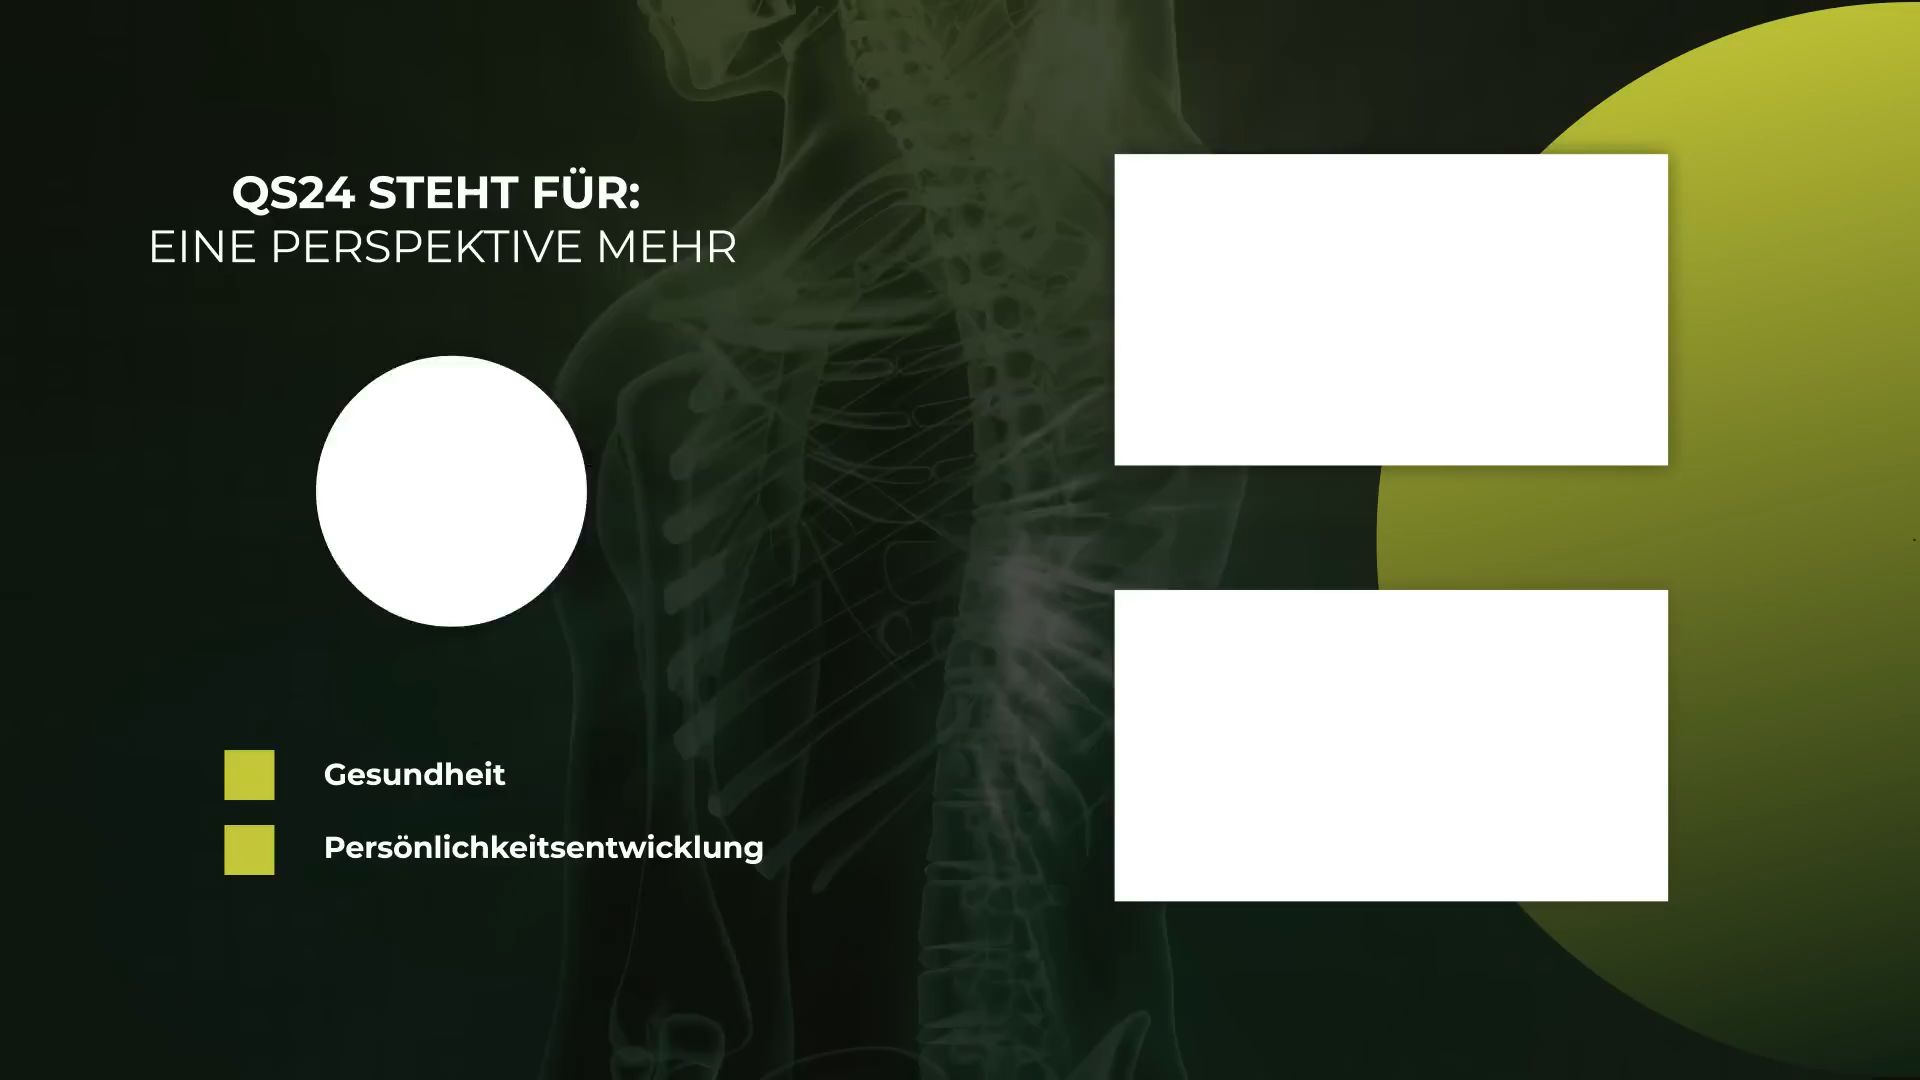 QS24 STEHT FÜR:
EINE PERSPEKTIVE MEHR
Gesundheit
Persönlichkeitsentwicklung